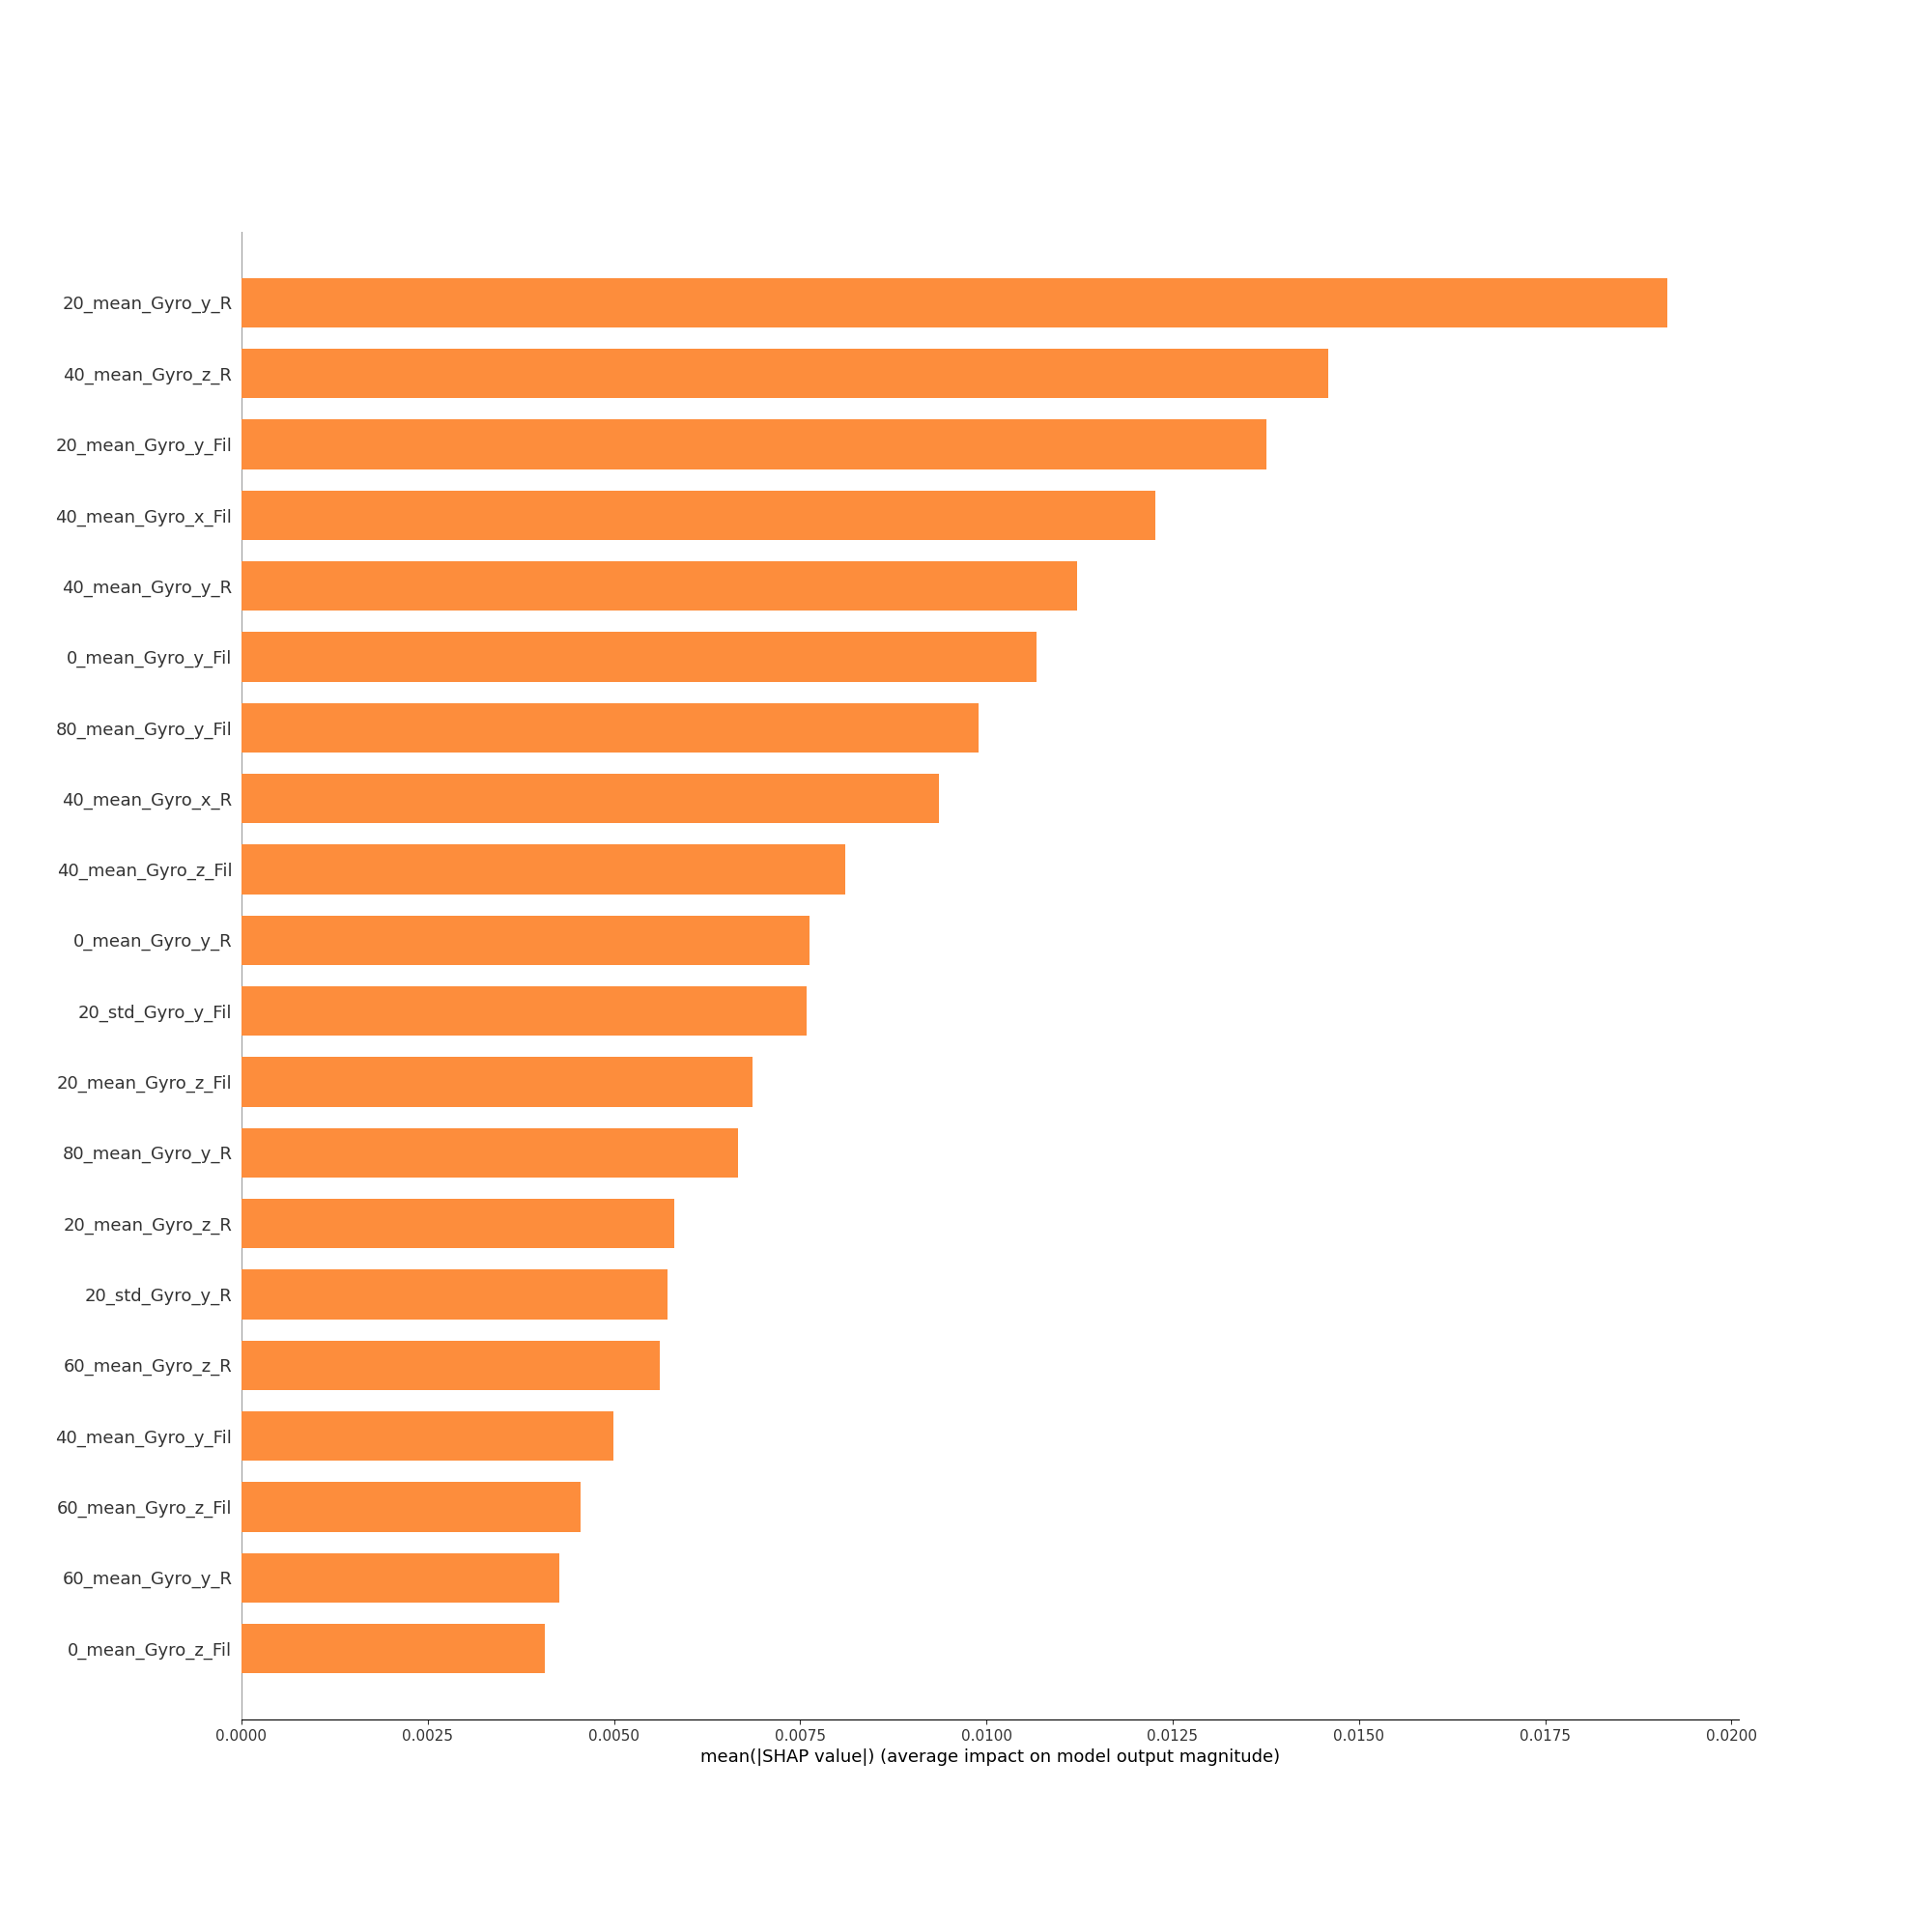 20_mean_Gyro_y_R
40_mean_Gyro_z_R
20_mean_Gyro_y_Fil
40_mean_Gyro_x_Fil
40_mean_Gyro_y_R
0_mean_Gyro_y_Fil
80_mean_Gyro_y_Fil
40_mean_Gyro_x_R
40_mean_Gyro_z_Fil
0_mean_Gyro_y_R
20_std_Gyro_y_Fil
20_mean_Gyro_z_Fil
80_mean_Gyro_y_R
20_mean_Gyro_z_R
20_std_Gyro_y_R
60_mean_Gyro_z_R
40_mean_Gyro_y_Fil
60_mean_Gyro_z_Fil
60_mean_Gyro_y_R
0_mean_Gyro_z_Fil
0.0000 0.0025 0.0050 0.0075 0.0100 0.0125 0.0150 0.0175 0.0200
mean(|SHAP value|) (average impact on model output magnitude)